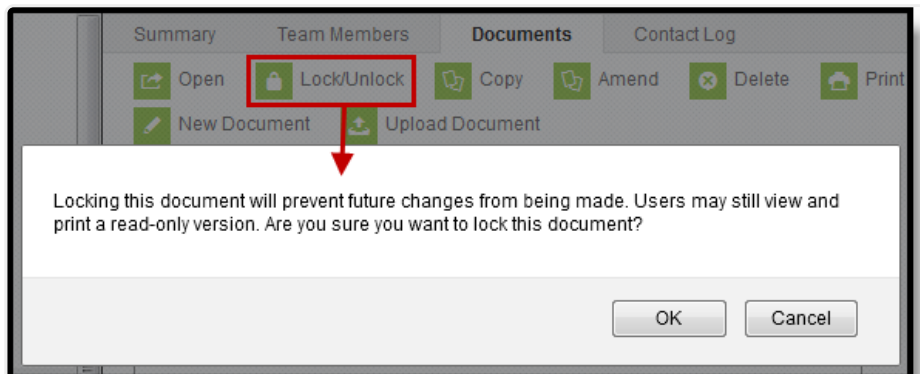 Summary Team Members Documents Contact Log
Open Lock/Unlock Copy Amend Delete Print
New Document Upload Document
Locking this document will prevent future changes from being made. Users may still view and
print a read-only version. Are you sure you want to lock this document?
OK Cancel